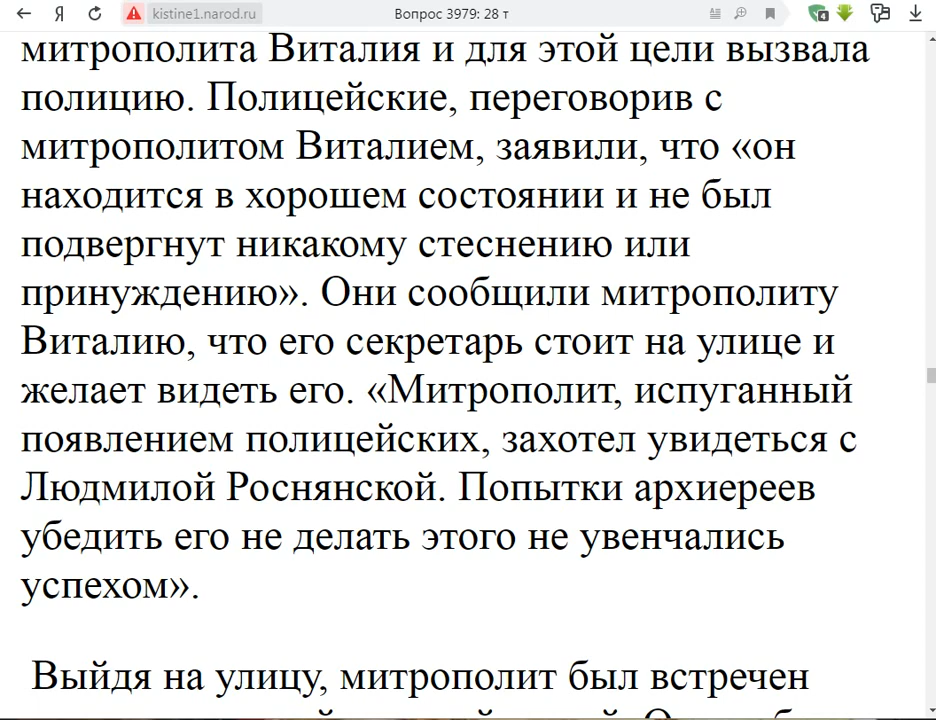 Я kistine1.narod.ru Вопрос 3979: 28 т 4
митрополита Виталия и для этой цели вызвала
полицию. Полицейские, переговорив с
митрополитом Виталием, заявили, что «он
находится в хорошем состоянии и не был
подвергнут никакому стеснению или
принуждению». Они сообщили митрополиту
Виталию, что его секретарь стоит на улице и
желает видеть его. «Митрополит, испуганный
появлением полицейских, захотел увидеться с
Людмилой Роснянской. Попытки архиереев
убедить его не делать этого не увенчались
успехом».
Выйдя на улицу, митрополит был встречен